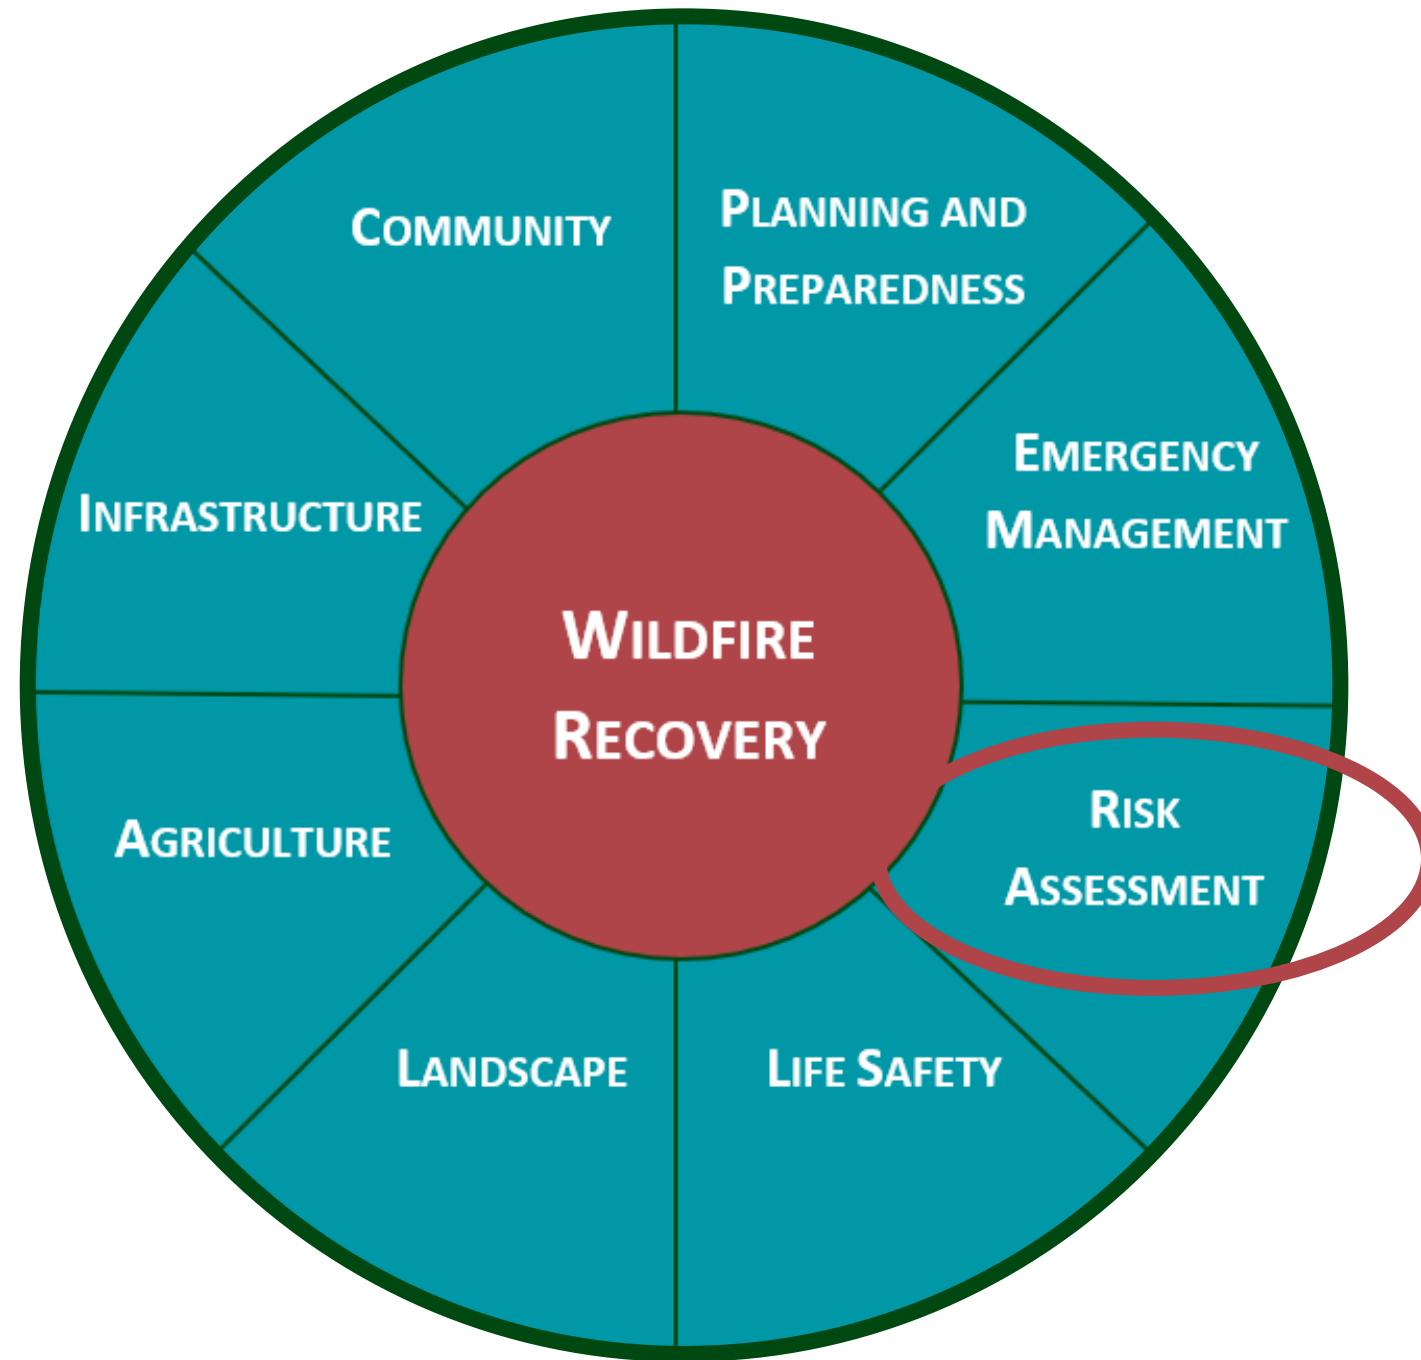 COMMUNITY
PLANNING AND
PREPAREDNESS
EMERGENCY
MANAGEMENT
INFRASTRUCTURE
WILDFIRE
RECOVERY
RISK
ASSESSMENT
AGRICULTURE
LANDSCAPE
LIFE SAFETY